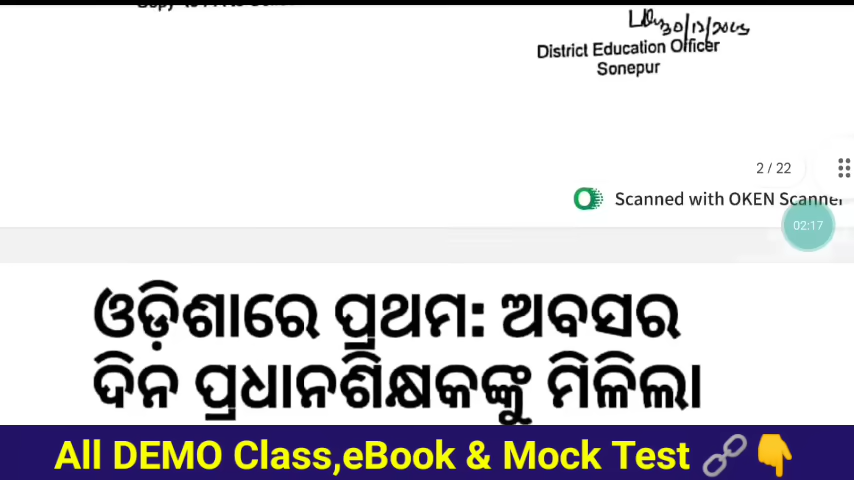 District Education Officer
Sonepur
2 / 22
Scanned with OKEN Scanner
02:17
ଓଡ଼ିଶାରେ ପ୍ରଥମ: ଅବସର
ଦିନ ପ୍ରଧାନଶିକ୍ଷକଙ୍କୁ ମିଳିଲା
All DEMO Class,eBook & Mock Test 🔗👇